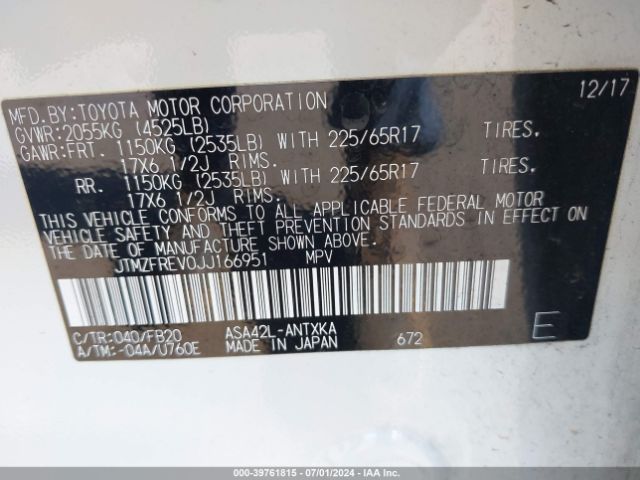 12/17
MFD.BY:TOYOTA MOTOR CORPORATION
GVWR:2055KG (4525LB)
GAWR:FRT. 1150KG (2535LB) WITH 225/65R17 TIRES.
17X6 1/2J RIMS.
RR. 1150KG (2535LB) WITH 225/65R17 TIRES.
17X6 1/2J RIMS.
THIS VEHICLE CONFORMS TO ALL APPLICABLE FEDERAL MOTOR
VEHICLE SAFETY AND THEFT PREVENTION STANDARDS IN EFFECT ON
THE DATE OF MANUFACTURE SHOWN ABOVE.
JTMZFREV0JJ166951 MPV
C/TR:040/FB20 ASA42L-ANTXKA
A/TM:-04A/U760E MADE IN JAPAN 672 E
000-39761815 - 07/01/2024 - IAA Inc.